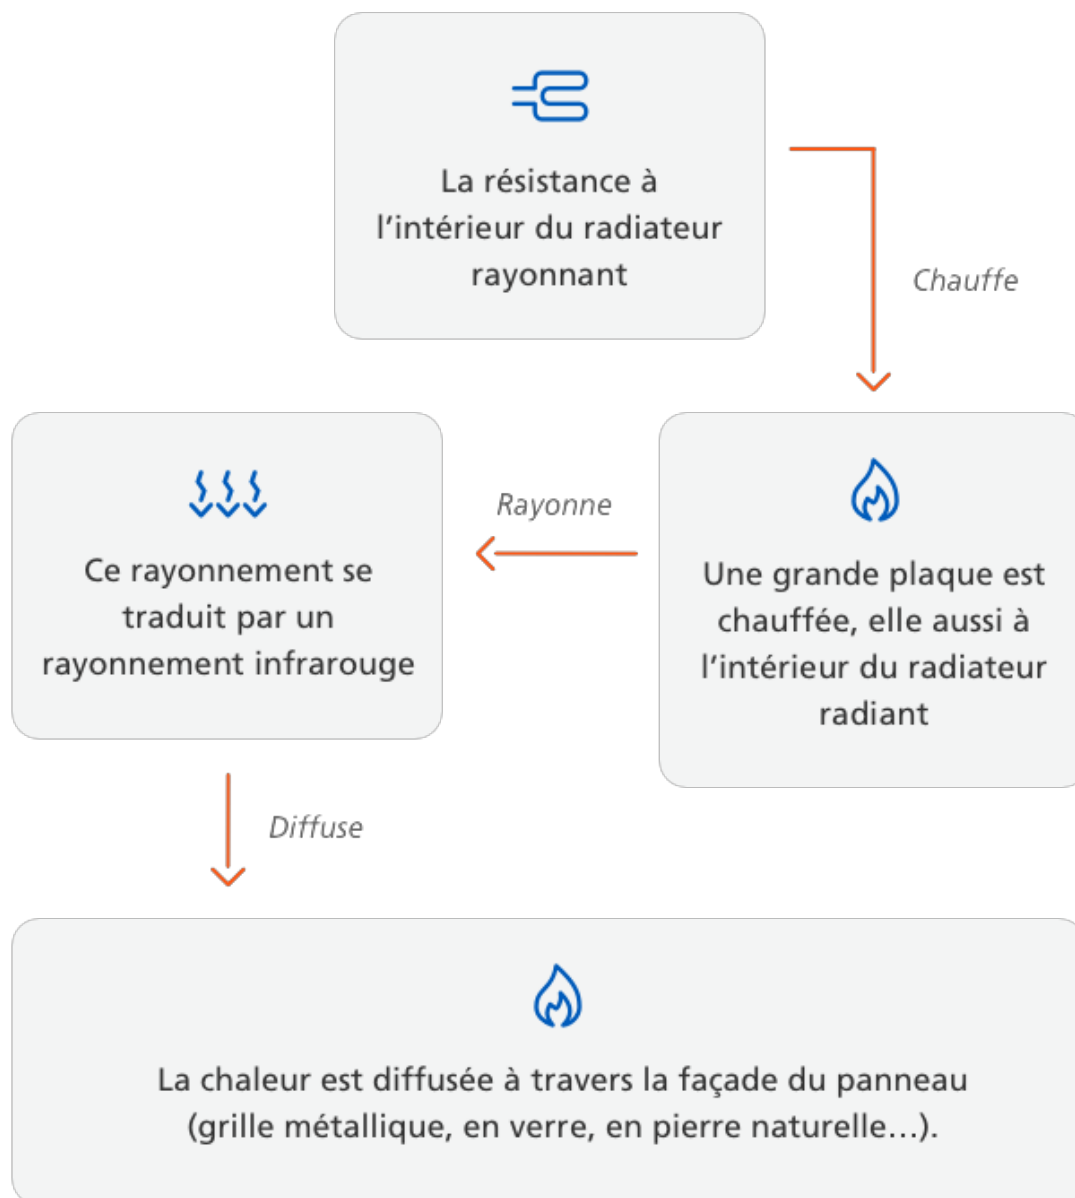 La résistance à
l’intérieur du radiateur
rayonnant
Chauffe
Une grande plaque est
chauffée, elle aussi à
l’intérieur du radiateur
radiant
Rayonne
Ce rayonnement se
traduit par un
rayonnement infrarouge
Diffuse
La chaleur est diffusée à travers la façade du panneau
(grille métallique, en verre, en pierre naturelle…).